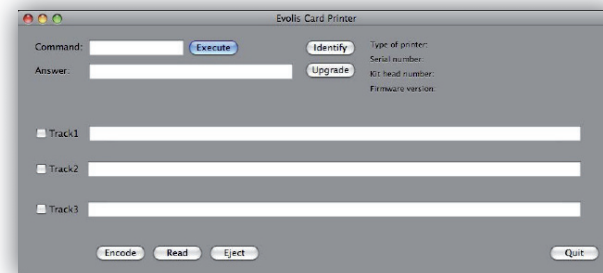 Evolis Card Printer
Command: Execute Identify Type of printer:
Serial number:
Answer: Upgrade Kit head number:
Firmware version:
Track1
Track2
Track3
Encode Read Eject Quit